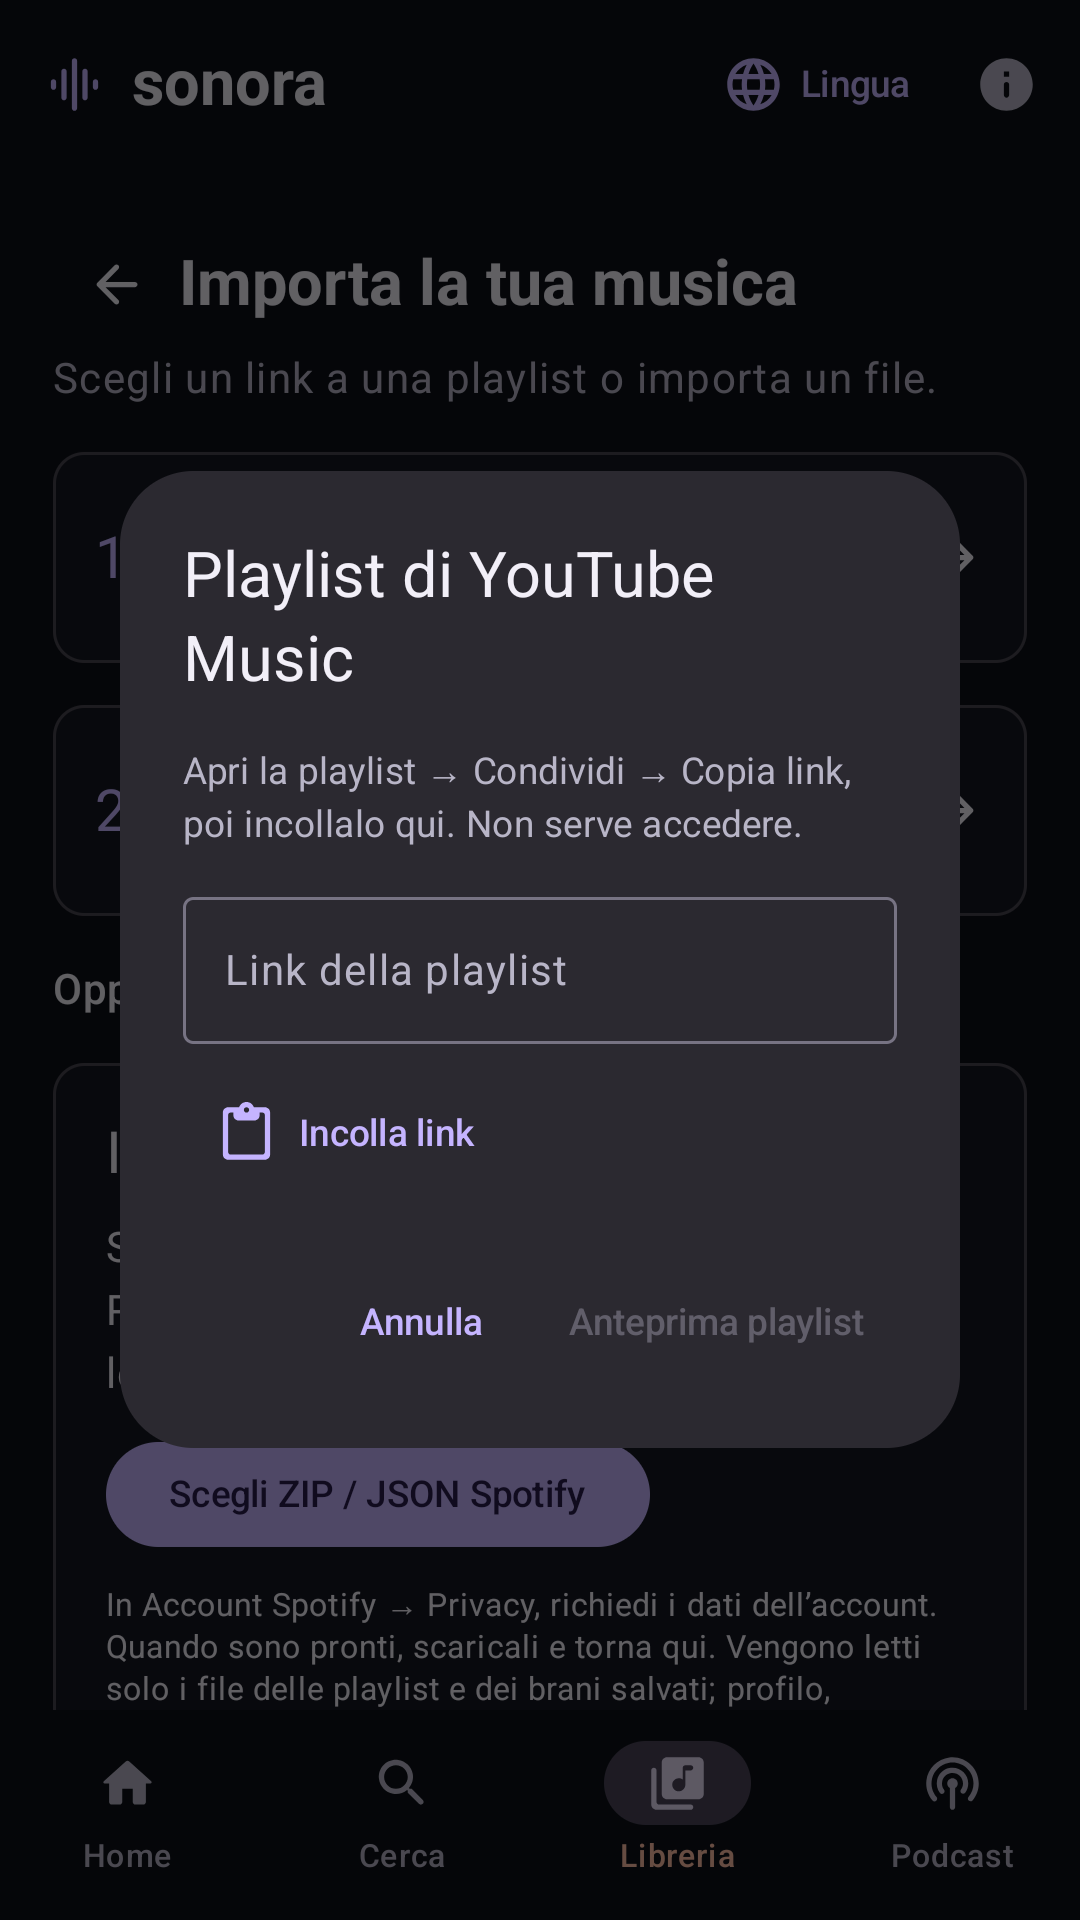 sonora
Lingua
Importa la tua musica
Scegli un link a una playlist o importa un file.
1
Playlist di YouTube
Music
Apri la playlist → Condividi → Copia link,
poi incollalo qui. Non serve accedere.
2
Link della playlist
Opp
Incolla link
Annulla
Anteprima playlist
Scegli ZIP / JSON Spotify
In Account Spotify → Privacy, richiedi i dati dell’account.
Quando sono pronti, scaricali e torna qui. Vengono letti
solo i file delle playlist e dei brani salvati; profilo,
Home
Cerca
Libreria
Podcast